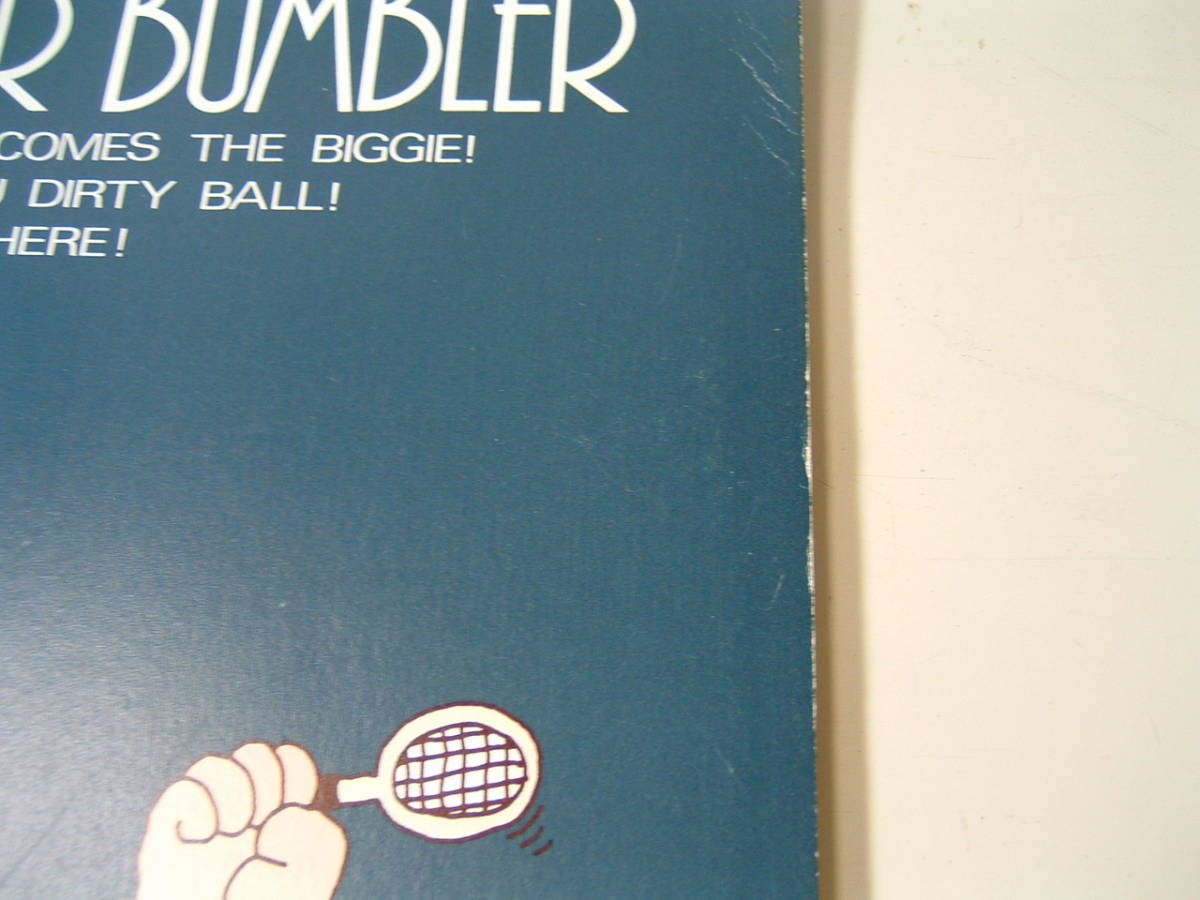 R BUMBLER
COMES THE BIGGIE!
U DIRTY BALL!
HERE!